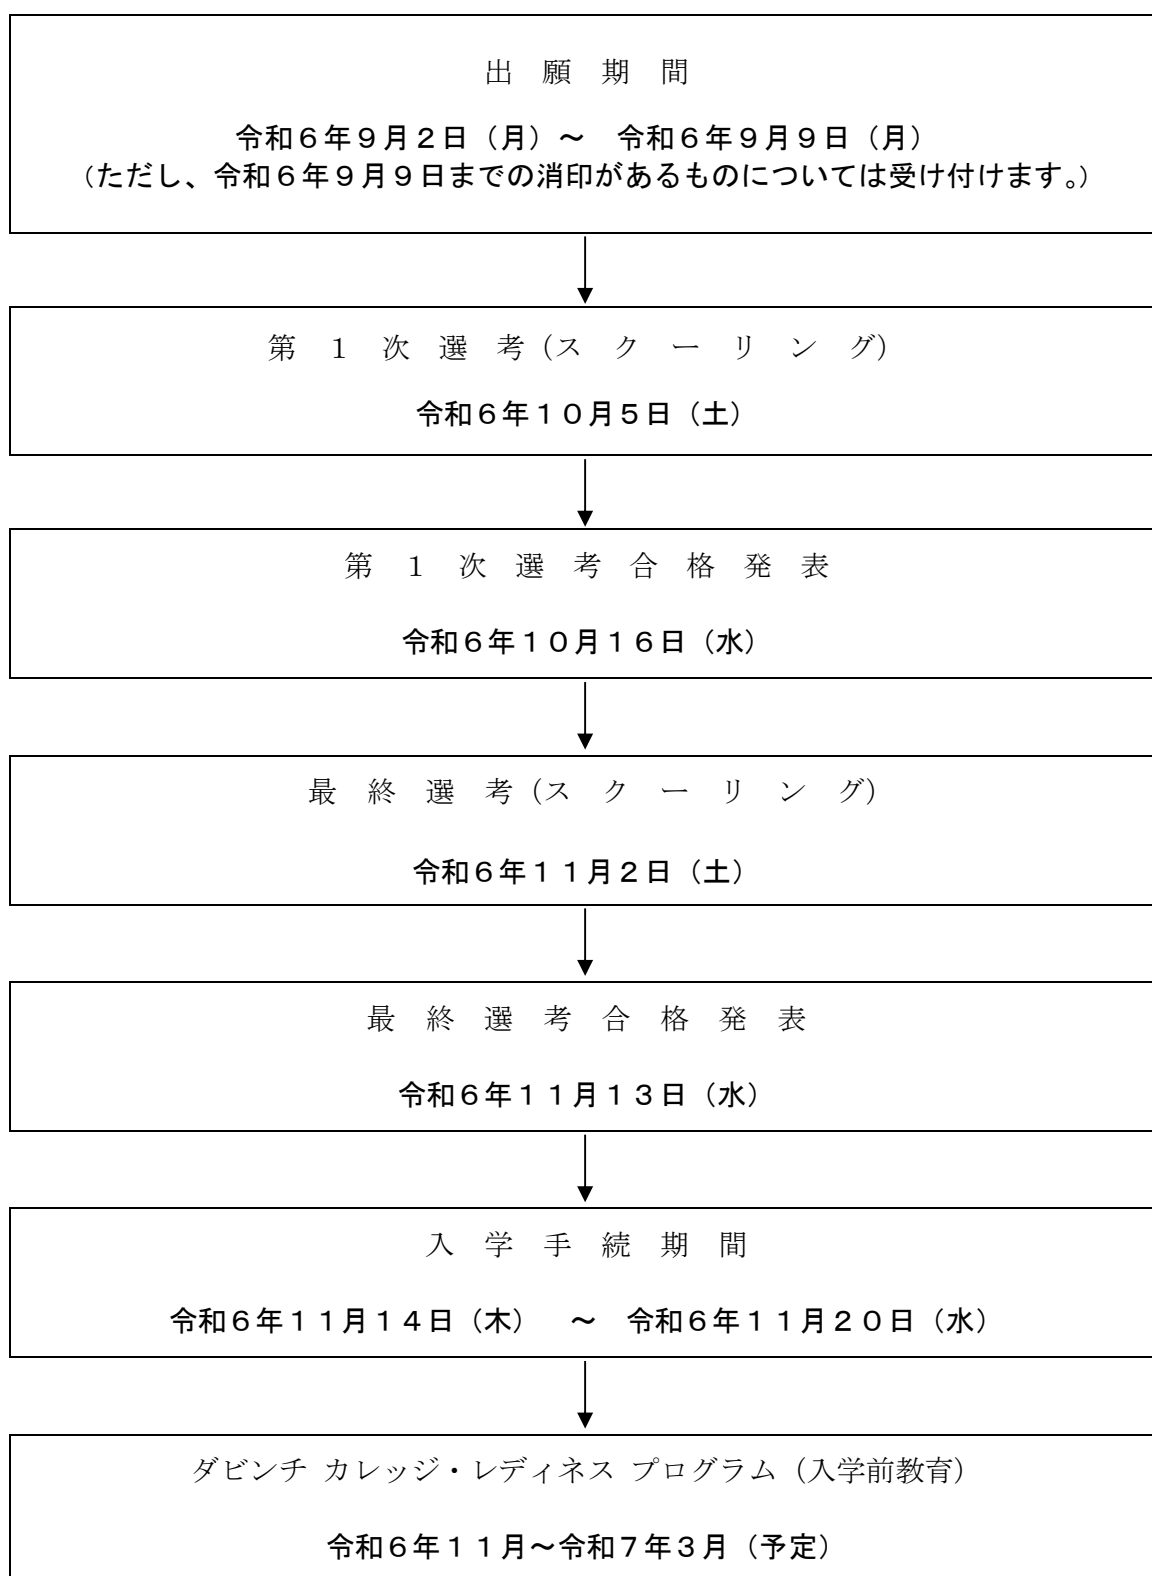 出　願　期　間
令和６年９月２日（月）～　令和６年９月９日（月）
（ただし、令和６年９月９日までの消印があるものについては受け付けます。）
第　１　次　選　考（ス　ク　ー　リ　ン　グ）
令和６年１０月５日（土）
第　１　次　選　考　合　格　発　表
令和６年１０月１６日（水）
最　終　選　考（ス　ク　ー　リ　ン　グ）
令和６年１１月２日（土）
最　終　選　考　合　格　発　表
令和６年１１月１３日（水）
入　学　手　続　期　間
令和６年１１月１４日（木）　～　令和６年１１月２０日（水）
ダビンチ カレッジ・レディネス プログラム（入学前教育）
令和６年１１月～令和７年３月（予定）